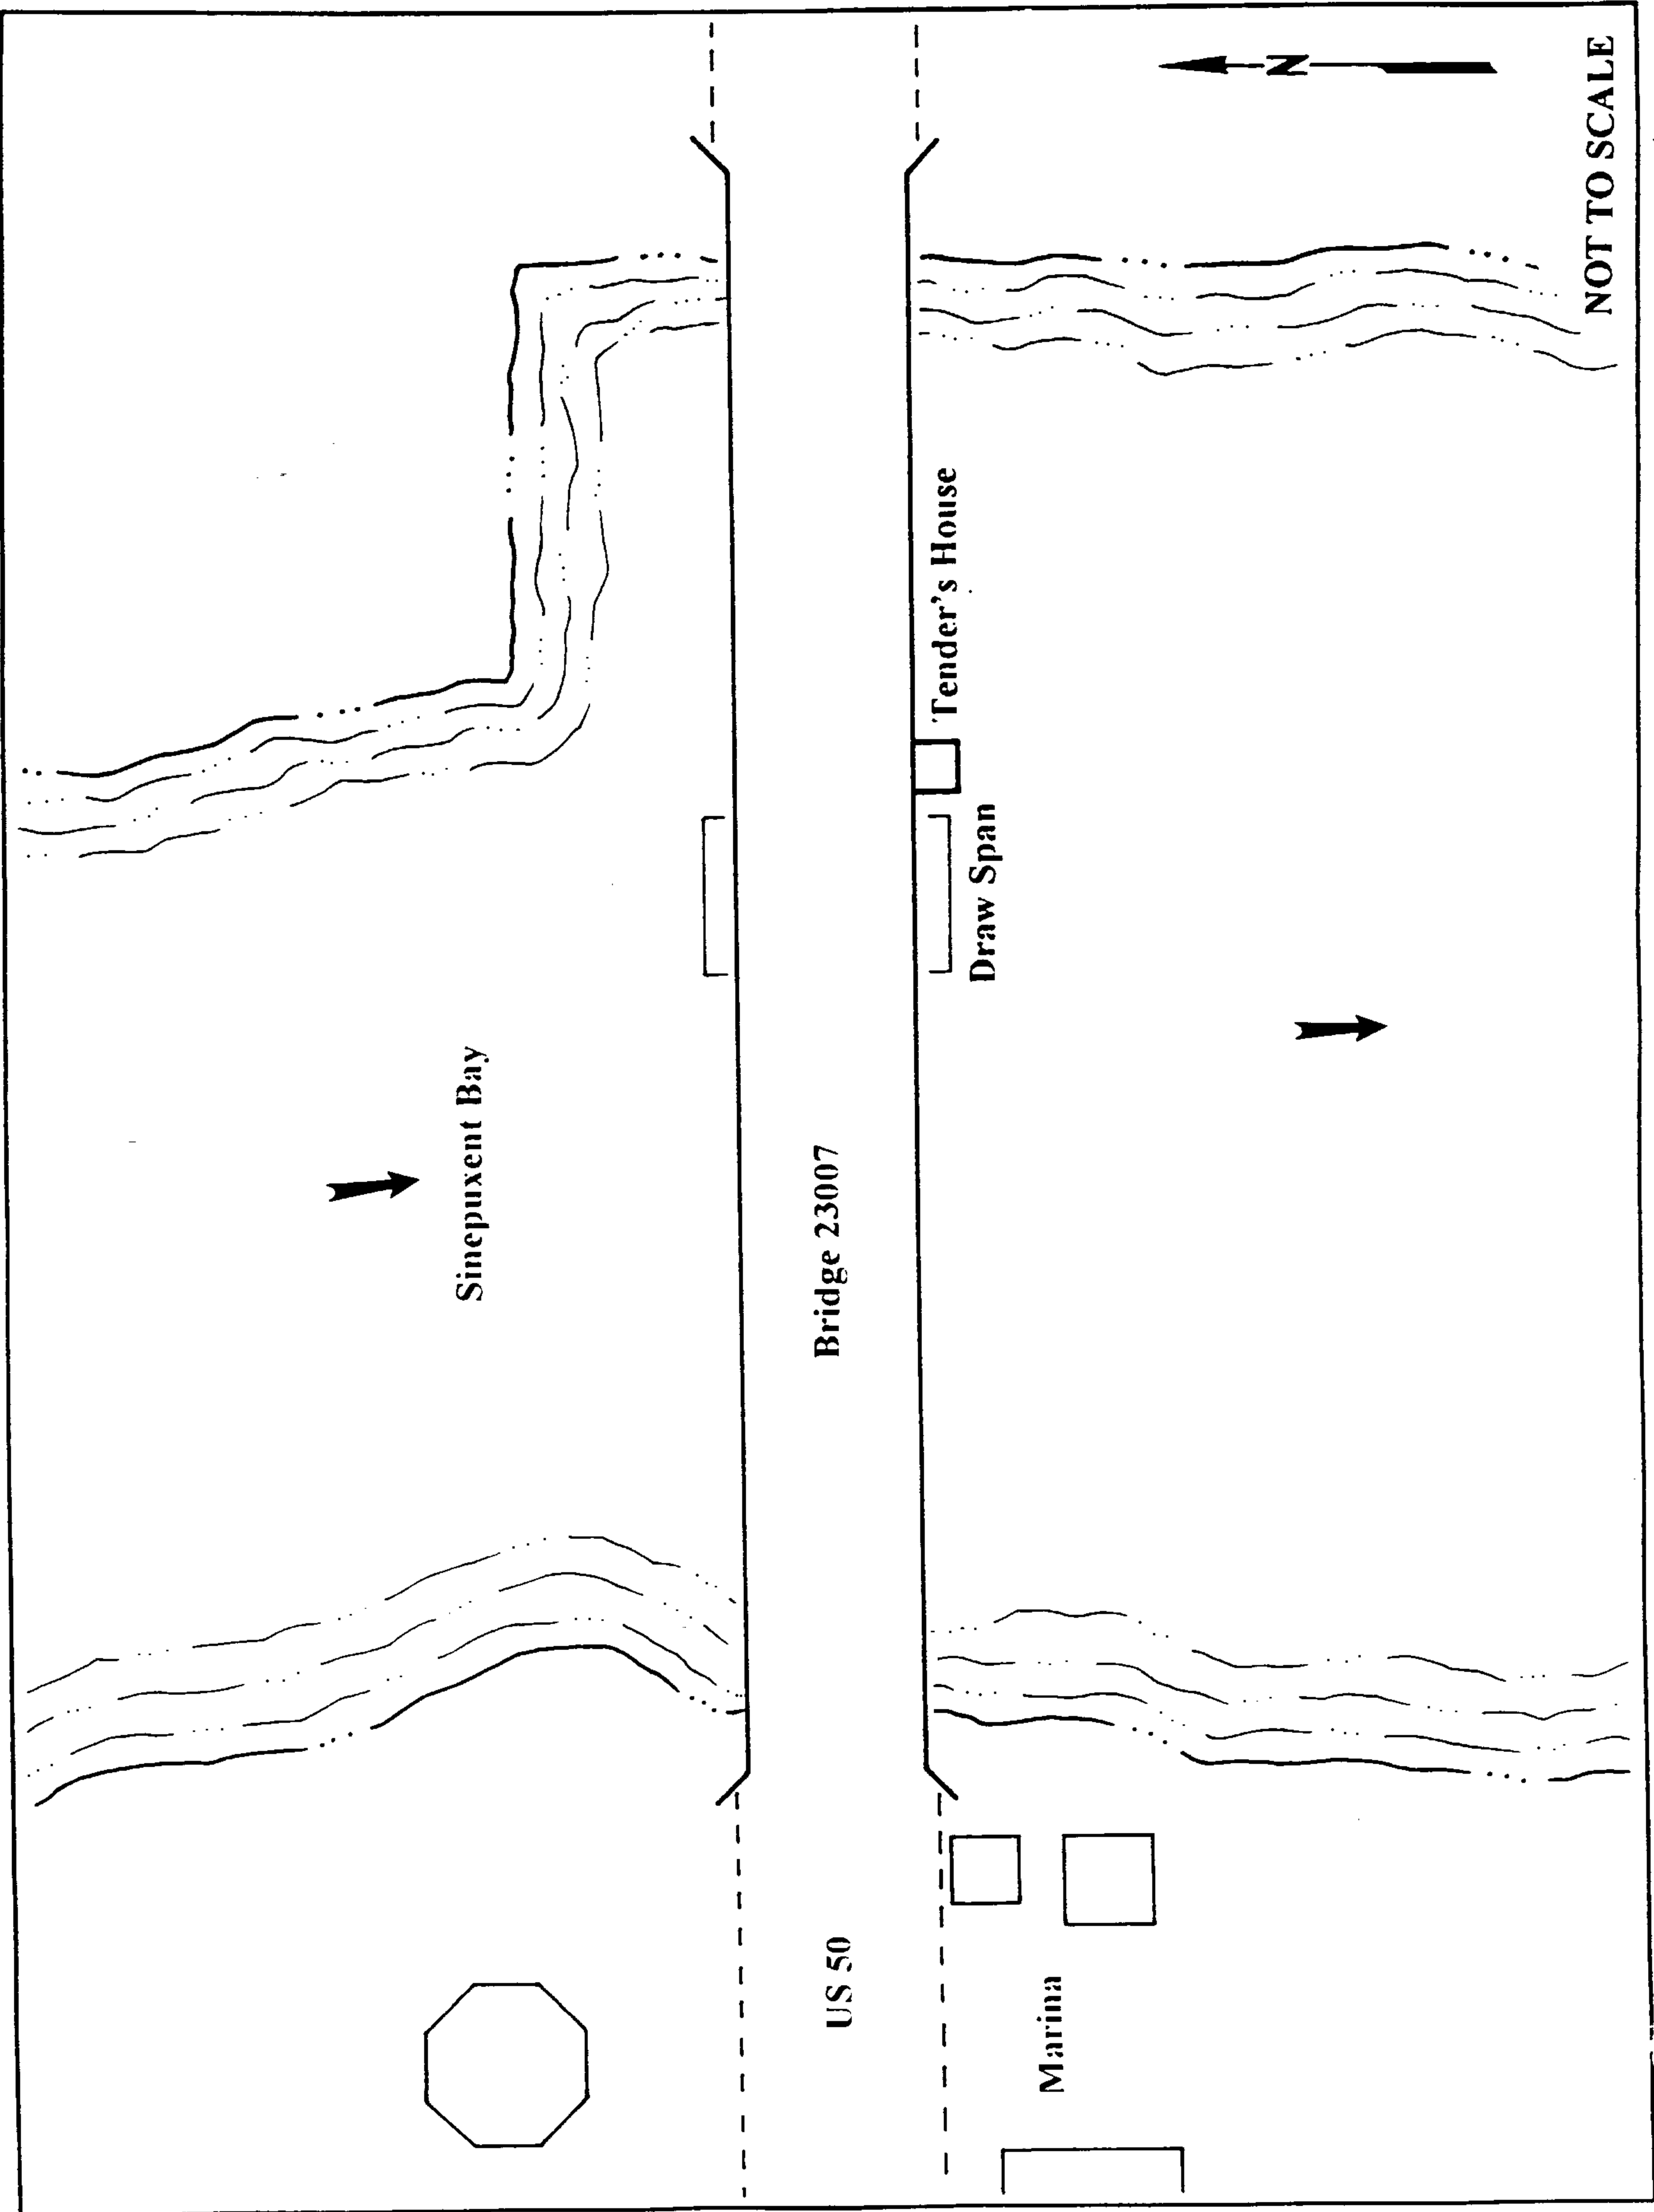 N
Sinepuxent Bay
US 50
Bridge 23007
Tender's House
Draw Span
Marina
NOT TO SCALE